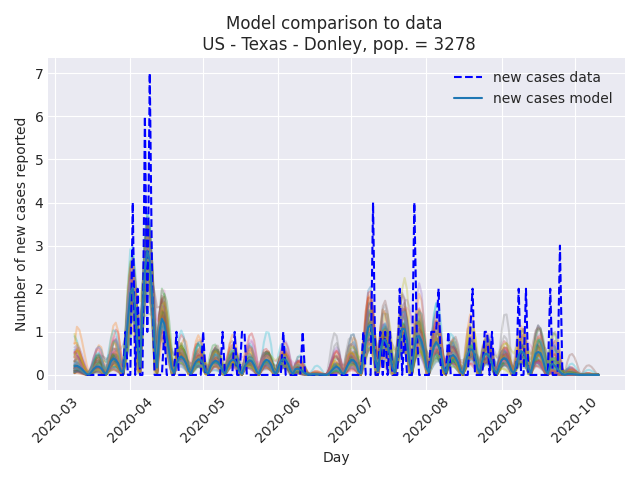 Model comparison to data
US - Texas - Donley, pop. = 3278
new cases data
new cases model
Number of new cases reported
7
6
5
4
3
2
1
0
2020-03
2020-04
2020-05
2020-06
2020-07
2020-08
2020-09
2020-10
Day